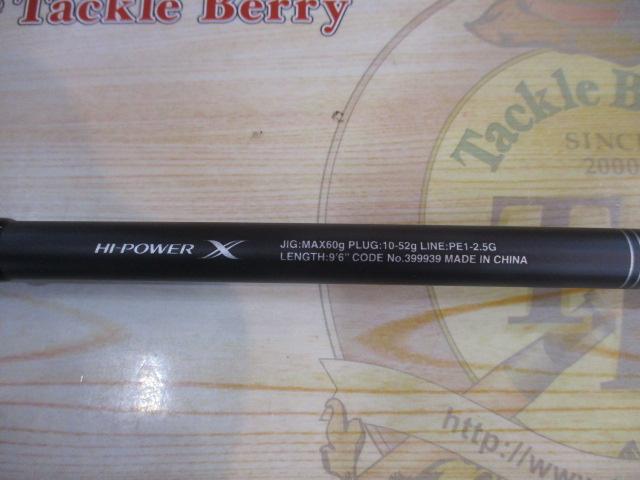 Tackle Berry
Tackle B
SINC
2000
HI-POWER X JIG:MAX60g PLUG:10-52g LINE:PE1-2.5G
LENGTH:9'6" CODE No.399939 MADE IN CHINA
http://www.